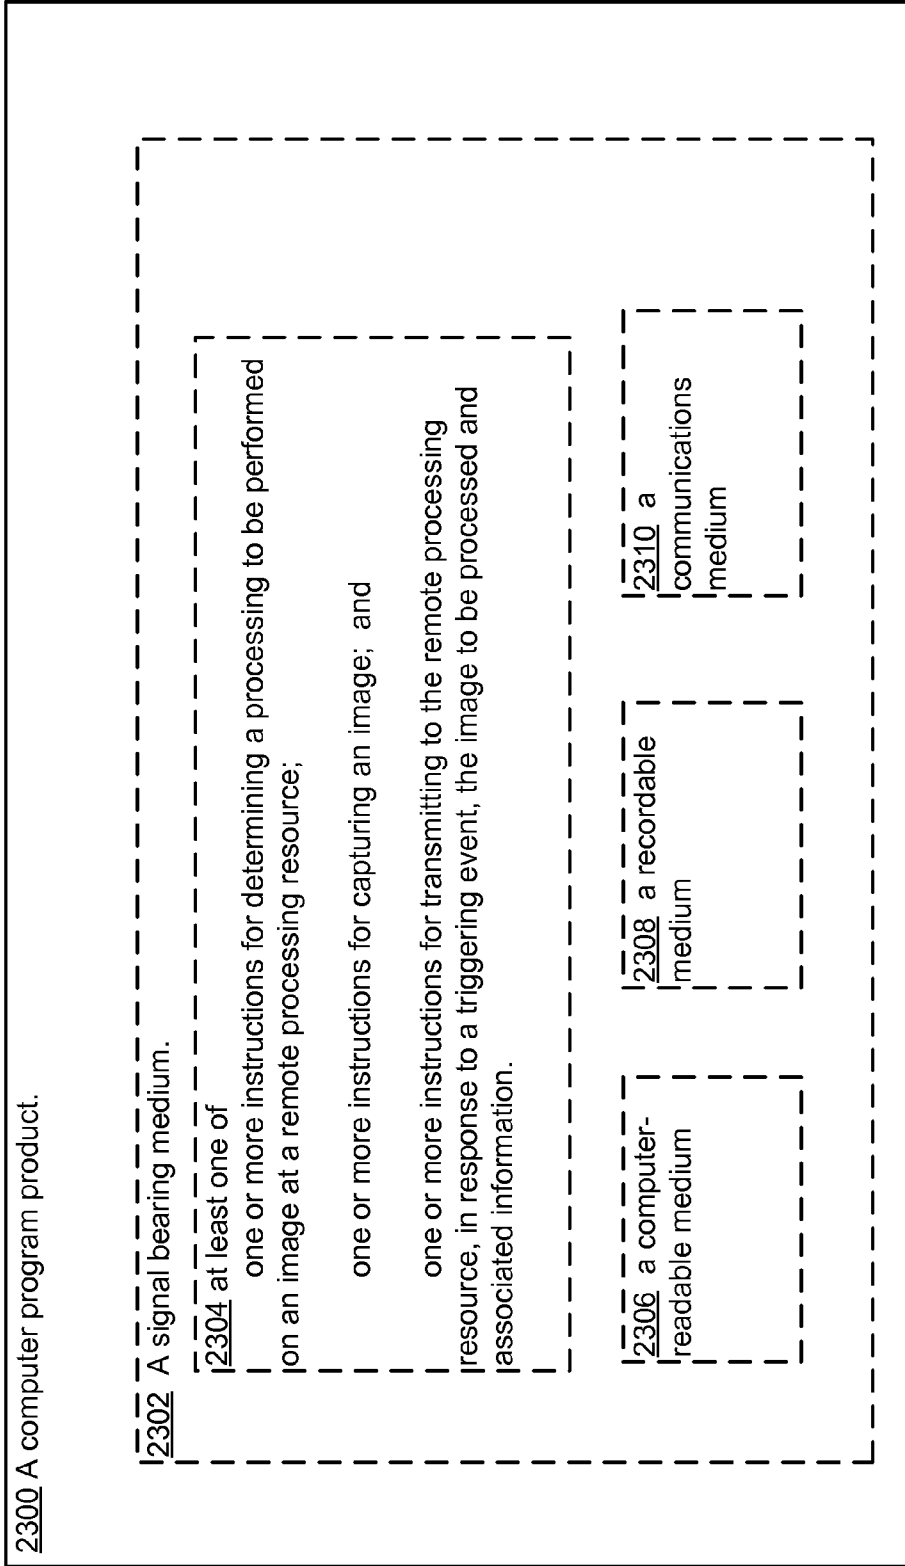 2300 A computer program product.
2302 A signal bearing medium.
2304 at least one of
one or more instructions for determining a processing to be performed
on an image at a remote processing resource;
one or more instructions for capturing an image; and
one or more instructions for transmitting to the remote processing
resource, in response to a triggering event, the image to be processed and
associated information.
2306 a computer-
readable medium
2308 a recordable
medium
2310 a
communications
medium